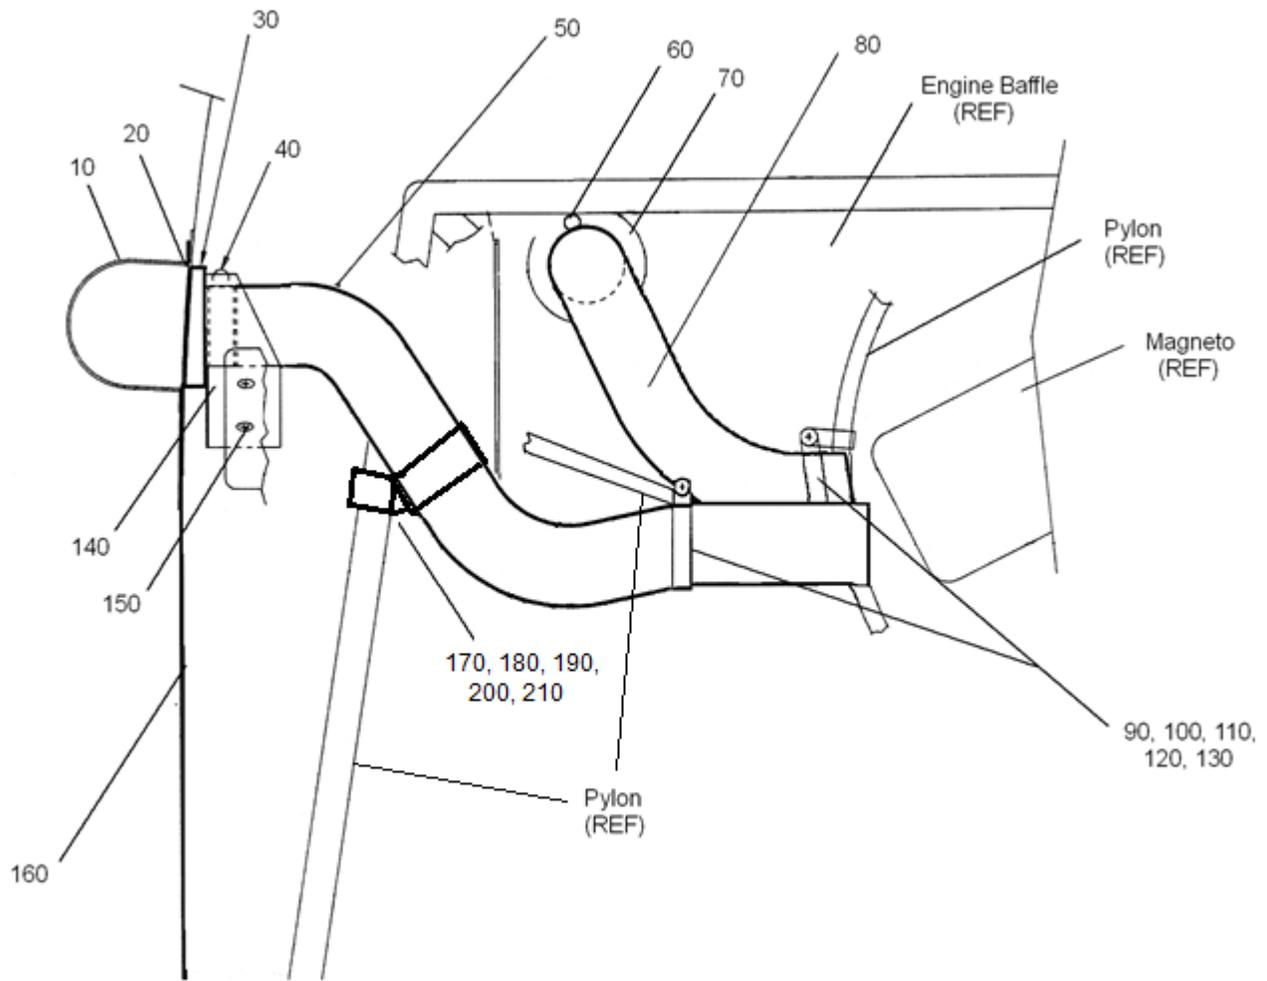 30
50
60
80
70
Engine Baffle
(REF)
20
40
10
Pylon
(REF)
Magneto
(REF)
140
150
170, 180, 190,
200, 210
90, 100, 110,
120, 130
Pylon
(REF)
160